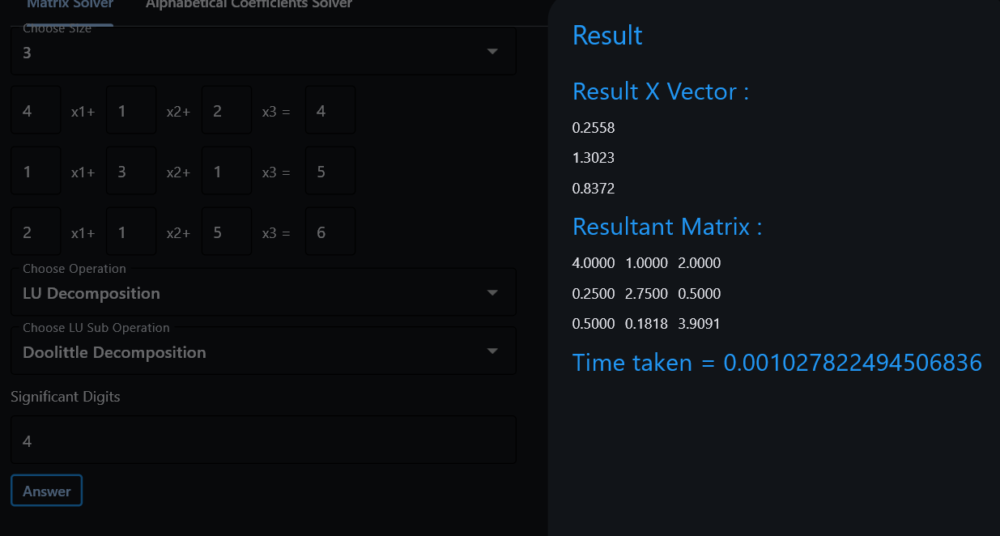 Matrix Solver Alphabetical Coefficients Solver
Choose Size
3
4 x1+ 1 x2+ 2 x3 = 4
1 x1+ 3 x2+ 1 x3 = 5
2 x1+ 1 x2+ 5 x3 = 6
Choose Operation
LU Decomposition
Choose LU Sub Operation
Doolittle Decomposition
Significant Digits
4
Answer
Result
Result X Vector :
0.2558
1.3023
0.8372
Resultant Matrix :
4.0000 1.0000 2.0000
0.2500 2.7500 0.5000
0.5000 0.1818 3.9091
Time taken = 0.001027822494506836